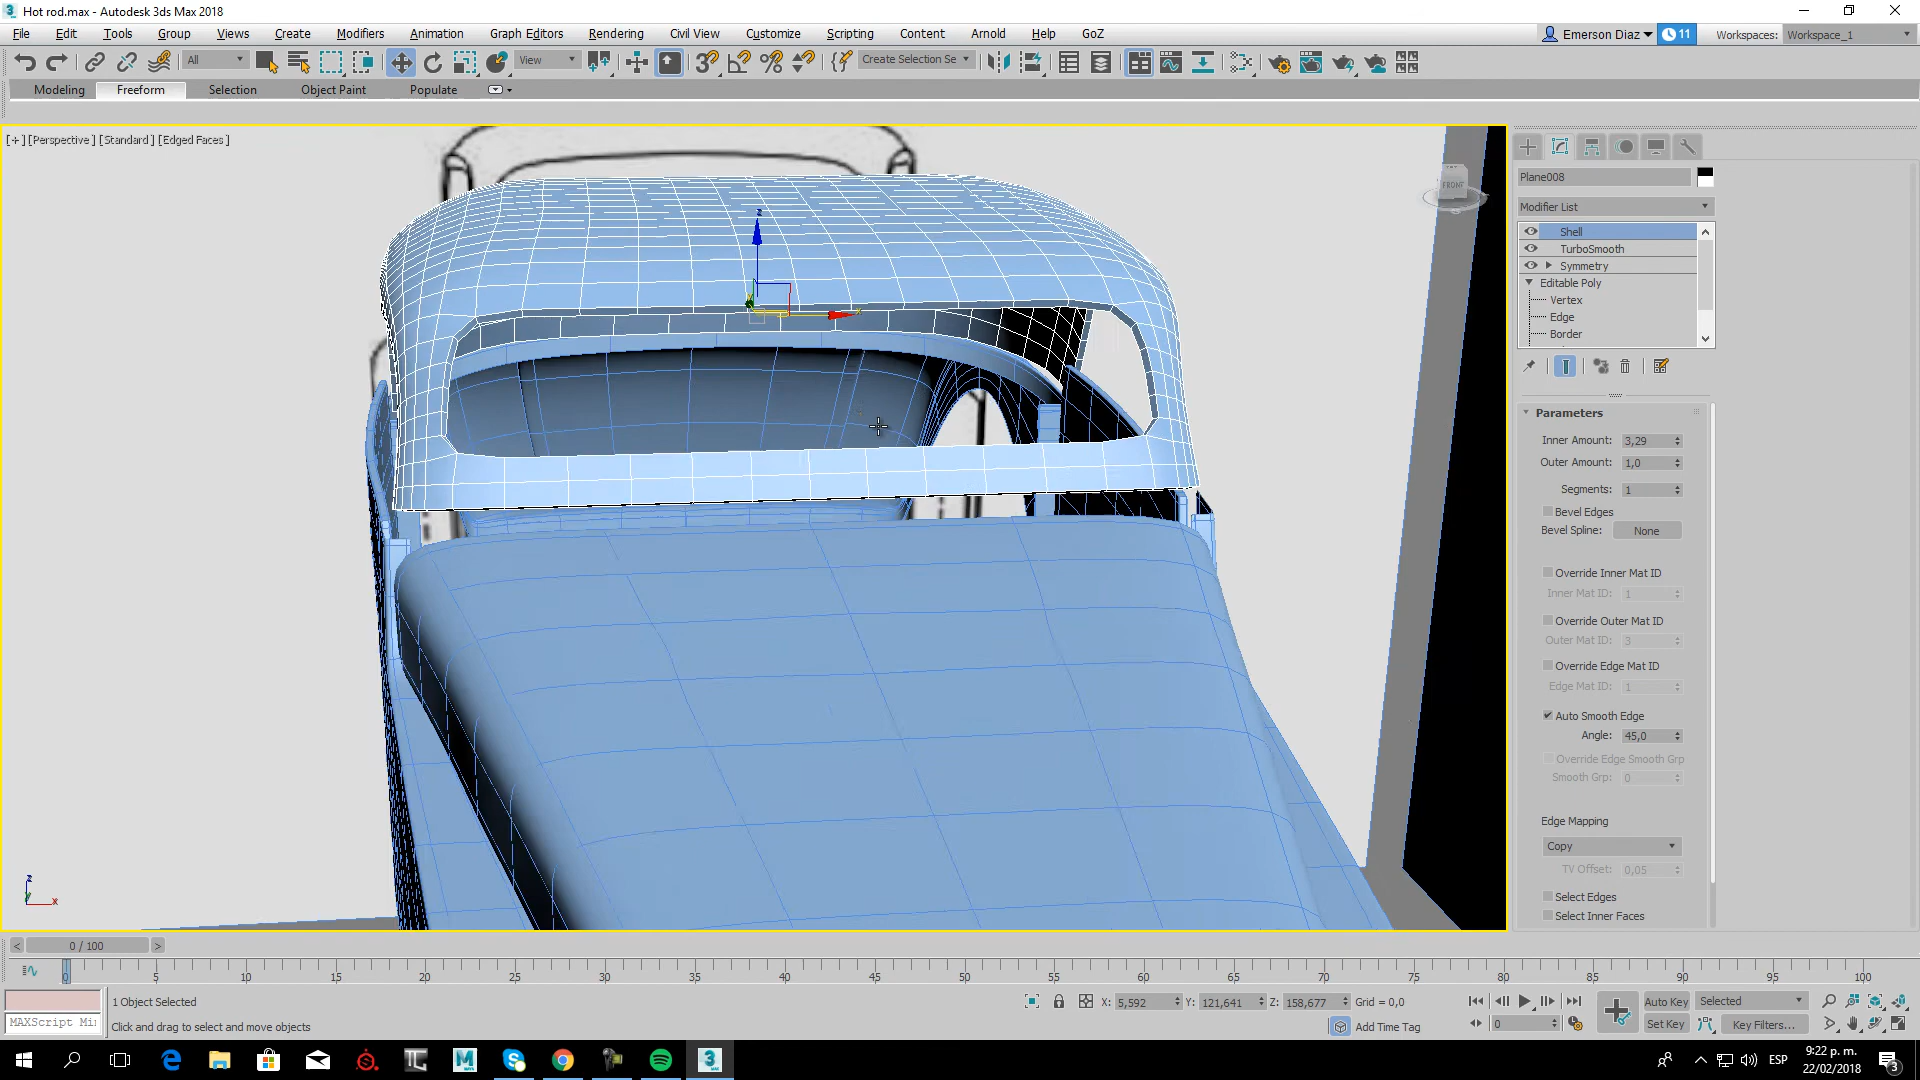 Hot rod.max - Autodesk 3ds Max 2018
File Edit Tools Group Views Create Modifiers Animation Graph Editors Rendering Civil View Customize Scripting Content Arnold Help GoZ
Emerson Diaz 11 Workspaces: Workspace_1
All View Create Selection Se
Modeling Freeform Selection Object Paint Populate
[+] [Perspective] [Standard] [Edged Faces]
FRONT
z
x
Plane008
Modifier List
Shell
TurboSmooth
Symmetry
Editable Poly
Vertex
Edge
Border
Parameters
Inner Amount: 3,29
Outer Amount: 1,0
Segments: 1
Bevel Edges
Bevel Spline: None
Override Inner Mat ID
Inner Mat ID: 1
Override Outer Mat ID
Outer Mat ID: 3
Override Edge Mat ID
Edge Mat ID: 1
Auto Smooth Edge
Angle: 45,0
Override Edge Smooth Grp
Smooth Grp: 0
Edge Mapping
Copy
TV Offset: 0,05
Select Edges
Select Inner Faces
z
x
< 0 / 100 >
0 5 10 15 20 25 30 35 40 45 50 55 60 65 70 75 80 85 90 95 100
1 Object Selected
X: 5,592 Y: 121,641 Z: 158,677 Grid = 0,0
Auto Key Selected
MAXScript Mi
Click and drag to select and move objects
Add Time Tag
0
Set Key Key Filters...
ESP
9:22 p. m.
22/02/2018
3